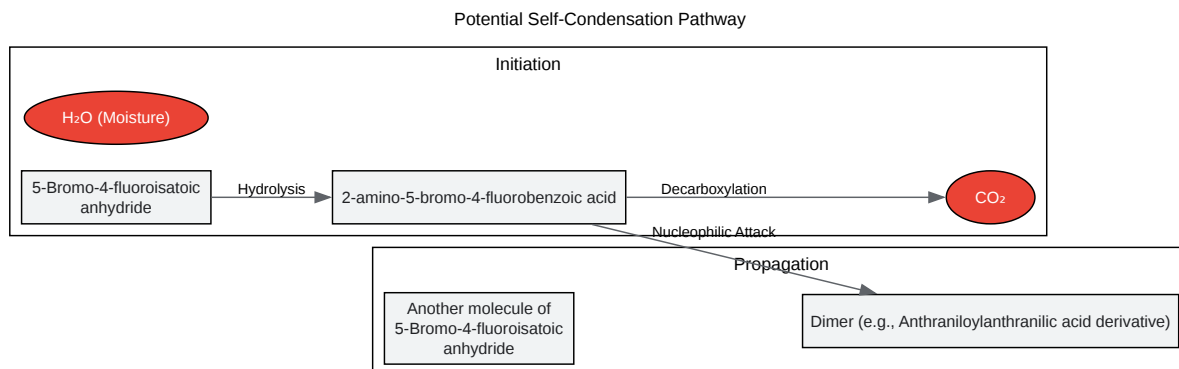 Potential Self-Condensation Pathway
Initiation
H₂O (Moisture)
5-Bromo-4-fluoroisatoic
anhydride
Hydrolysis
2-amino-5-bromo-4-fluorobenzoic acid
Decarboxylation
CO₂
Nucleophilic Attack
Propagation
Another molecule of
5-Bromo-4-fluoroisatoic
anhydride
Dimer (e.g., Anthraniloylanthranilic acid derivative)